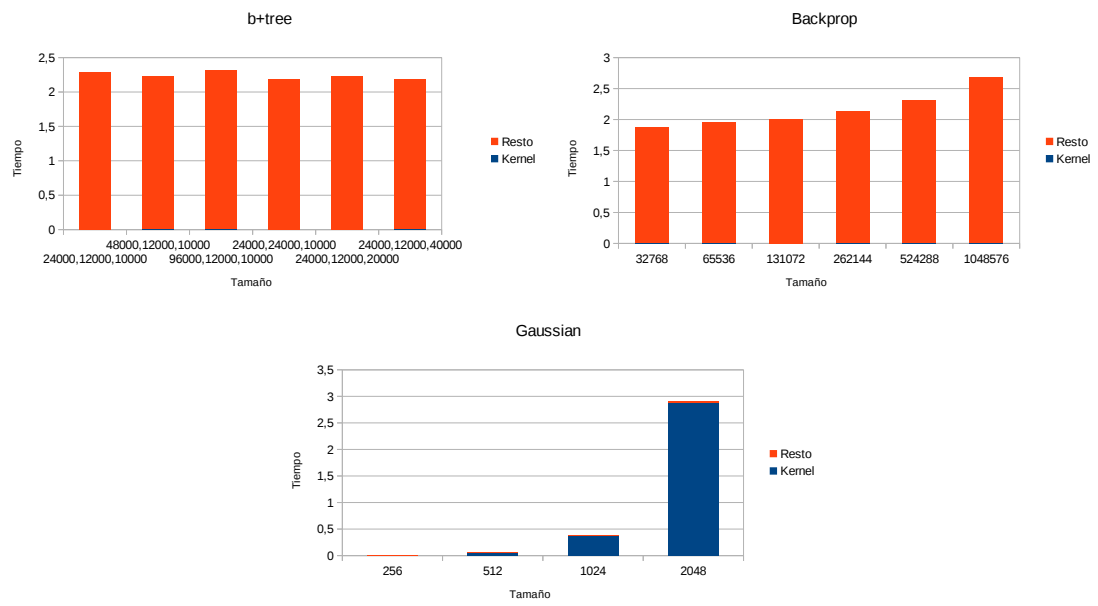 b+tree
2,5
2
1,5
1
0,5
0
Tiempo
48000,12000,10000 24000,24000,10000 24000,12000,40000
24000,12000,10000 96000,12000,10000 24000,12000,20000
Tamaño
Resto
Kernel
Backprop
3
2,5
2
1,5
1
0,5
0
Tiempo
32768 65536 131072 262144 524288 1048576
Tamaño
Resto
Kernel
Gaussian
3,5
3
2,5
2
1,5
1
0,5
0
Tiempo
256 512 1024 2048
Tamaño
Resto
Kernel